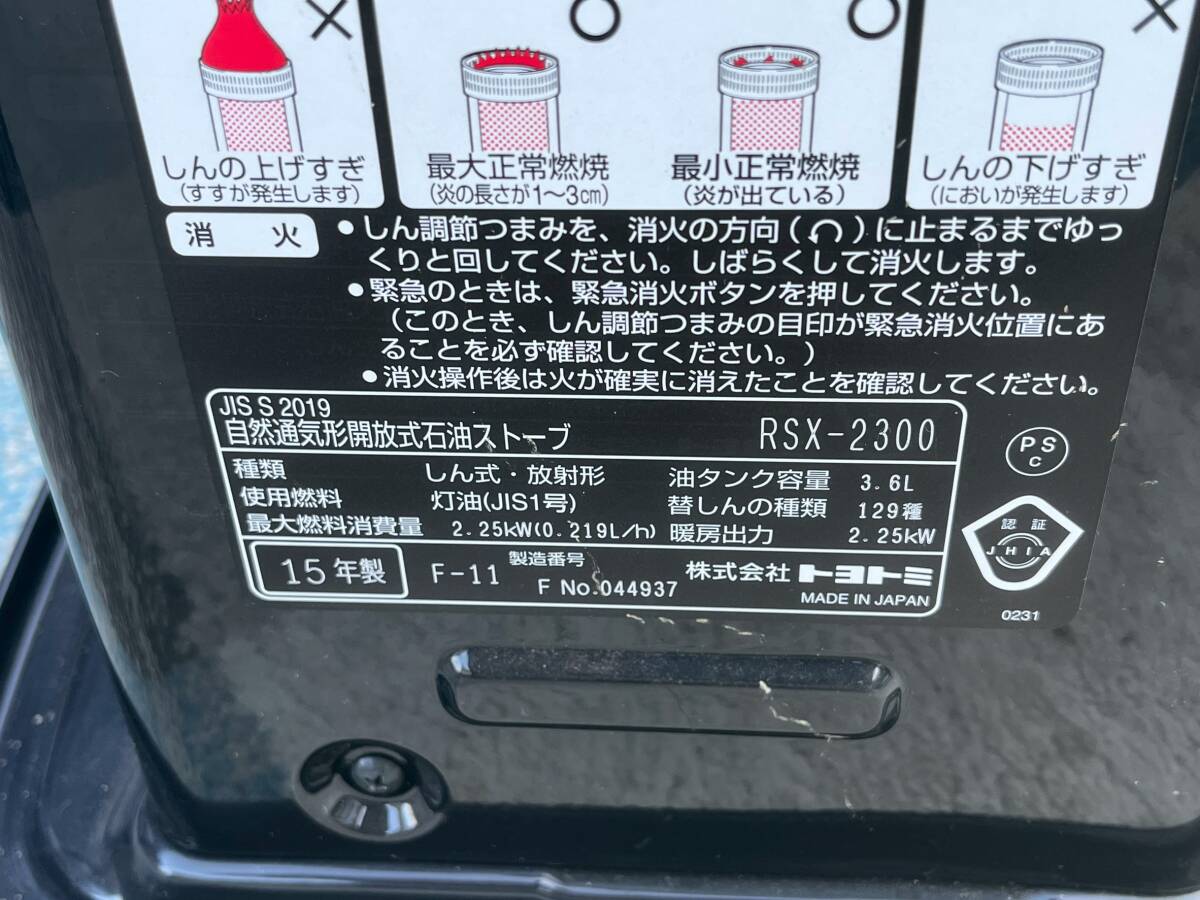 しんの上げすぎ
(すすが発生します)
最大正常燃焼
(炎の長さが1〜3cm)
最小正常燃焼
(炎が出ている)
しんの下げすぎ
(においが発生します)
消 火
●しん調節つまみを、消火の方向(↶)に止まるまでゆっ
くりと回してください。しばらくして消火します。
●緊急のときは、緊急消火ボタンを押してください。
(このとき、しん調節つまみの目印が緊急消火位置にあ
ることを必ず確認してください。)
●消火操作後は火が確実に消えたことを確認してください。
JIS S 2019
自然通気形開放式石油ストーブ RSX-2300
種類 しん式・放射形 油タンク容量 3.6L
使用燃料 灯油(JIS1号) 替しんの種類 129種
最大燃料消費量 2.25kW(0.219L/h) 暖房出力 2.25kW
15年製 F-11 製造番号
F No.044937
株式会社 トヨトミ
MADE IN JAPAN
PS
C
認証
JHIA
0231